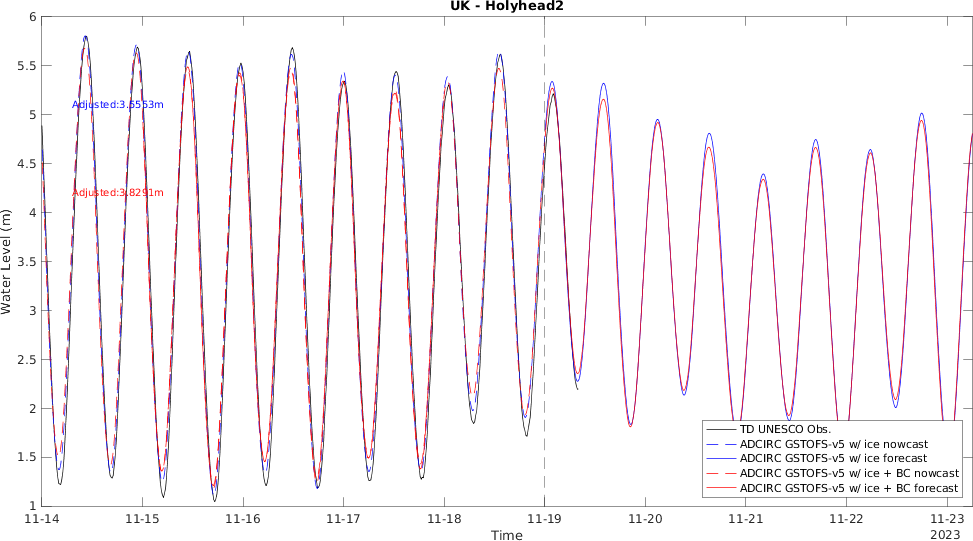 UK - Holyhead2
6
5.5
5
4.5
4
3.5
3
2.5
2
1.5
1
Water Level (m)
Adjusted:3.5553m
Adjusted:3.8291m
TD UNESCO Obs.
ADCIRC GSTOFS-v5 w/ ice nowcast
ADCIRC GSTOFS-v5 w/ ice forecast
ADCIRC GSTOFS-v5 w/ ice + BC nowcast
ADCIRC GSTOFS-v5 w/ ice + BC forecast
11-14 11-15 11-16 11-17 11-18 11-19 11-20 11-21 11-22 11-23
Time
2023